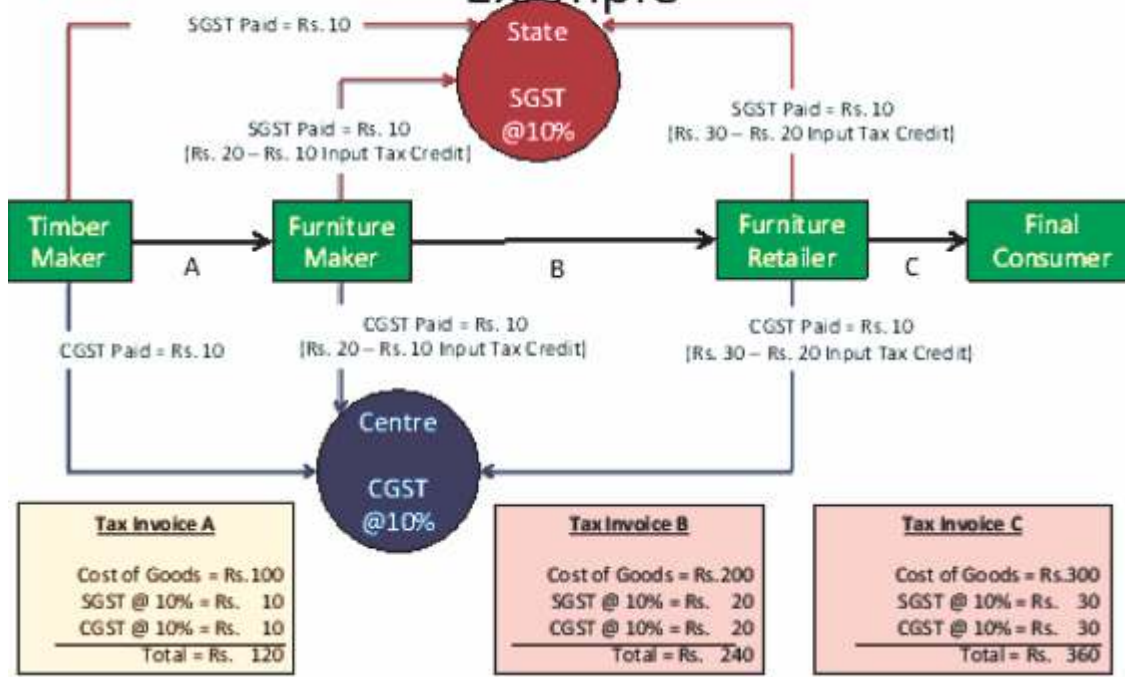 SGST Paid = Rs. 10
State
SGST
@10%
SGST Paid = Rs. 10
(Rs. 20 – Rs. 10 Input Tax Credit)
SGST Paid = Rs. 10
(Rs. 30 – Rs. 20 Input Tax Credit)
Timber
Maker
A
Furniture
Maker
B
Furniture
Retailer
C
Final
Consumer
CGST Paid = Rs. 10
CGST Paid = Rs. 10
(Rs. 20 – Rs. 10 Input Tax Credit)
CGST Paid = Rs. 10
(Rs. 30 – Rs. 20 Input Tax Credit)
Centre
CGST
@10%
Tax Invoice A
Cost of Goods = Rs.100
SGST @ 10% = Rs. 10
CGST @ 10% = Rs. 10
Total = Rs. 120
Tax Invoice B
Cost of Goods = Rs.200
SGST @ 10% = Rs. 20
CGST @ 10% = Rs. 20
Total = Rs. 240
Tax Invoice C
Cost of Goods = Rs.300
SGST @ 10% = Rs. 30
CGST @ 10% = Rs. 30
Total = Rs. 360